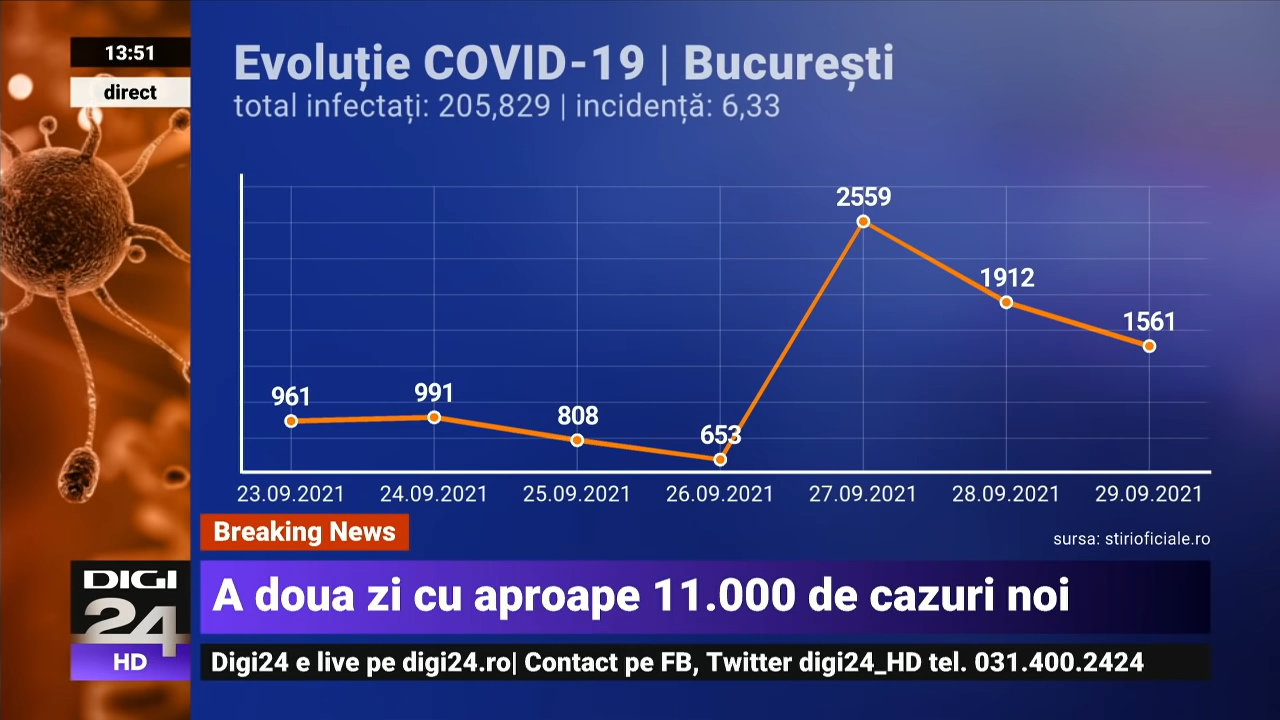 13:51
direct
Evoluție COVID-19 | București
total infectați: 205,829 | incidență: 6,33
2559
1912
1561
961
991
808
653
23.09.2021 24.09.2021 25.09.2021 26.09.2021 27.09.2021 28.09.2021 29.09.2021
Breaking News
sursa: stirioficiale.ro
DIGI
24
HD
A doua zi cu aproape 11.000 de cazuri noi
Digi24 e live pe digi24.ro| Contact pe FB, Twitter digi24_HD tel. 031.400.2424